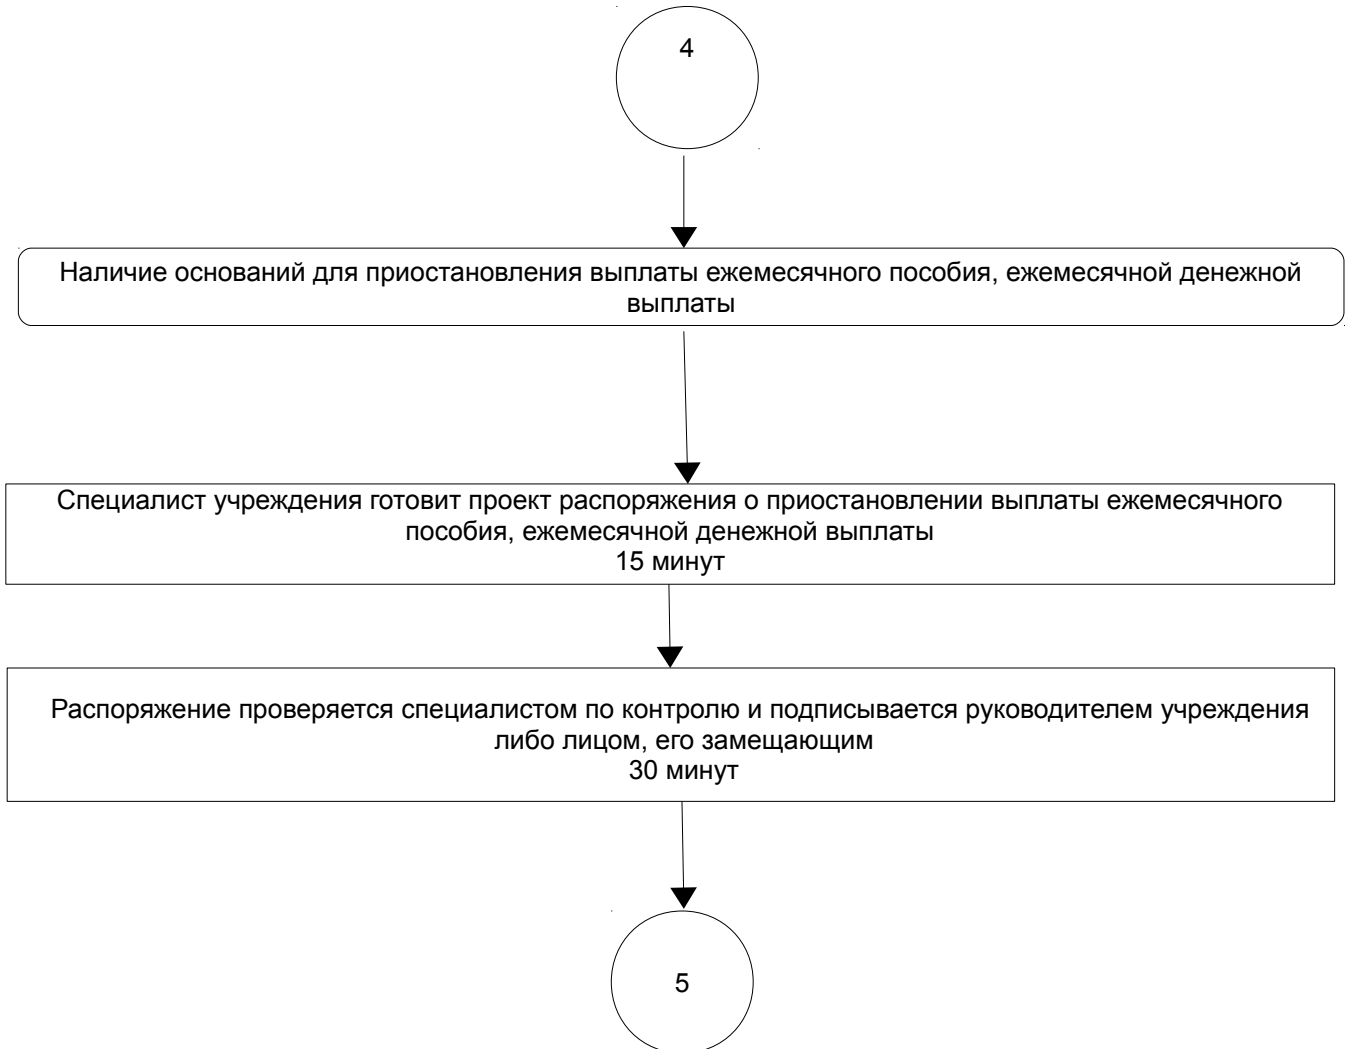 4
Наличие оснований для приостановления выплаты ежемесячного пособия, ежемесячной денежной
выплаты
Специалист учреждения готовит проект распоряжения о приостановлении выплаты ежемесячного
пособия, ежемесячной денежной выплаты
15 минут
Распоряжение проверяется специалистом по контролю и подписывается руководителем учреждения
либо лицом, его замещающим
30 минут
5